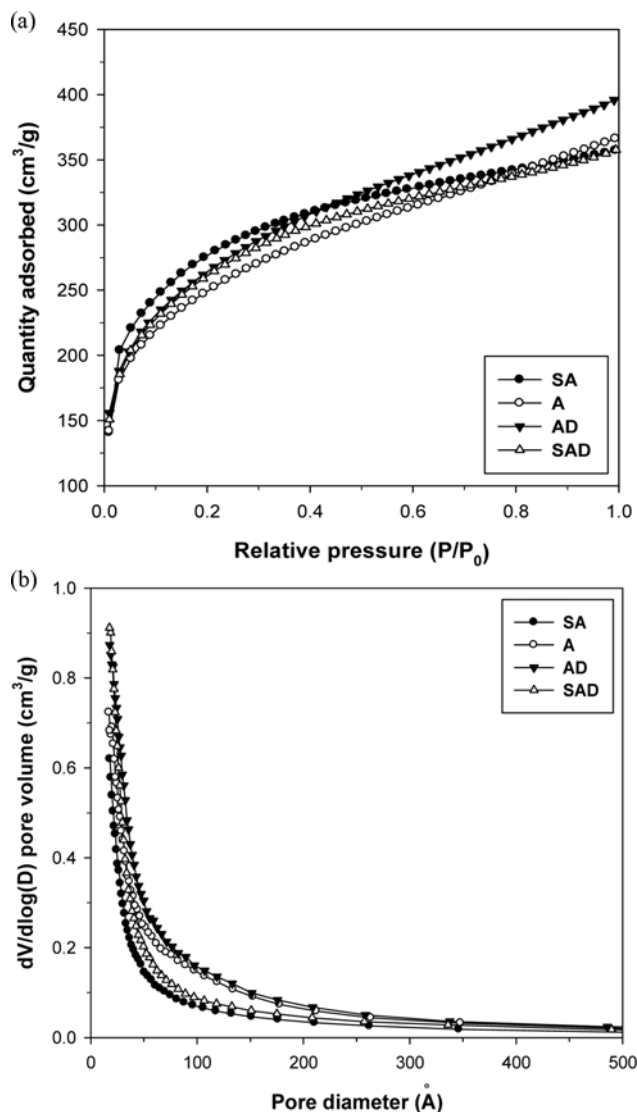 (a)
450
400
350
300
250
200
150
100
Quantity adsorbed (cm³/g)
SA
A
AD
SAD
0.0 0.2 0.4 0.6 0.8 1.0
Relative pressure (P/P₀)
(b)
1.0
0.8
0.6
0.4
0.2
0.0
dV/dlog(D) pore volume (cm³/g)
SA
A
AD
SAD
0 100 200 300 400 500
Pore diameter (Å)